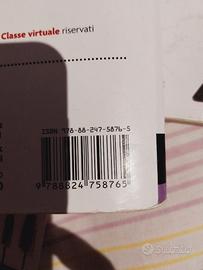 Classe virtuale riservati
ISBN 978-88-247-5876-5
9 788824 758765